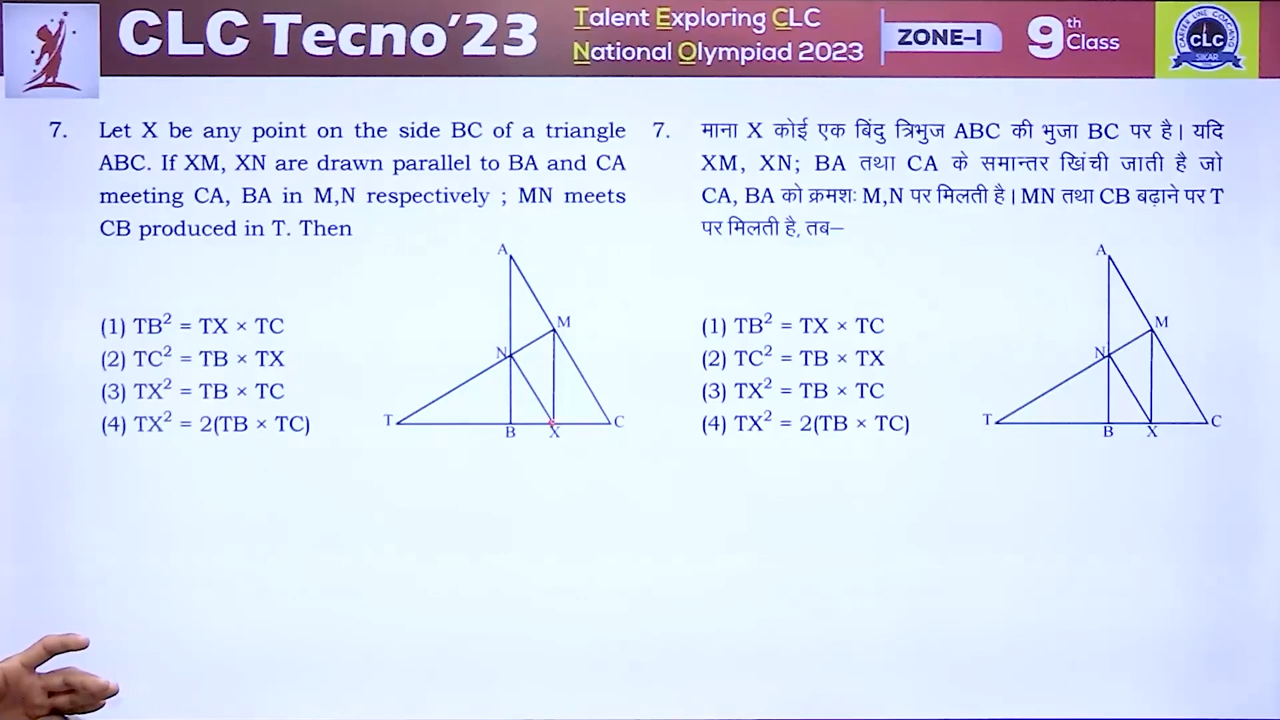 CLC Tecno'23
Talent Exploring CLC
National Olympiad 2023
ZONE-I
9th Class
CAREER LINE COACHING
CLC
SIKAR
7. Let X be any point on the side BC of a triangle
ABC. If XM, XN are drawn parallel to BA and CA
meeting CA, BA in M,N respectively ; MN meets
CB produced in T. Then
A
M
N
T
B
X
C
(1) TB² = TX × TC
(2) TC² = TB × TX
(3) TX² = TB × TC
(4) TX² = 2(TB × TC)
7. माना X कोई एक बिंदु त्रिभुज ABC की भुजा BC पर है। यदि
XM, XN; BA तथा CA के समान्तर खिंची जाती है जो
CA, BA को क्रमशः M,N पर मिलती है। MN तथा CB बढ़ाने पर T
पर मिलती है, तब–
A
M
N
T
B
X
C
(1) TB² = TX × TC
(2) TC² = TB × TX
(3) TX² = TB × TC
(4) TX² = 2(TB × TC)